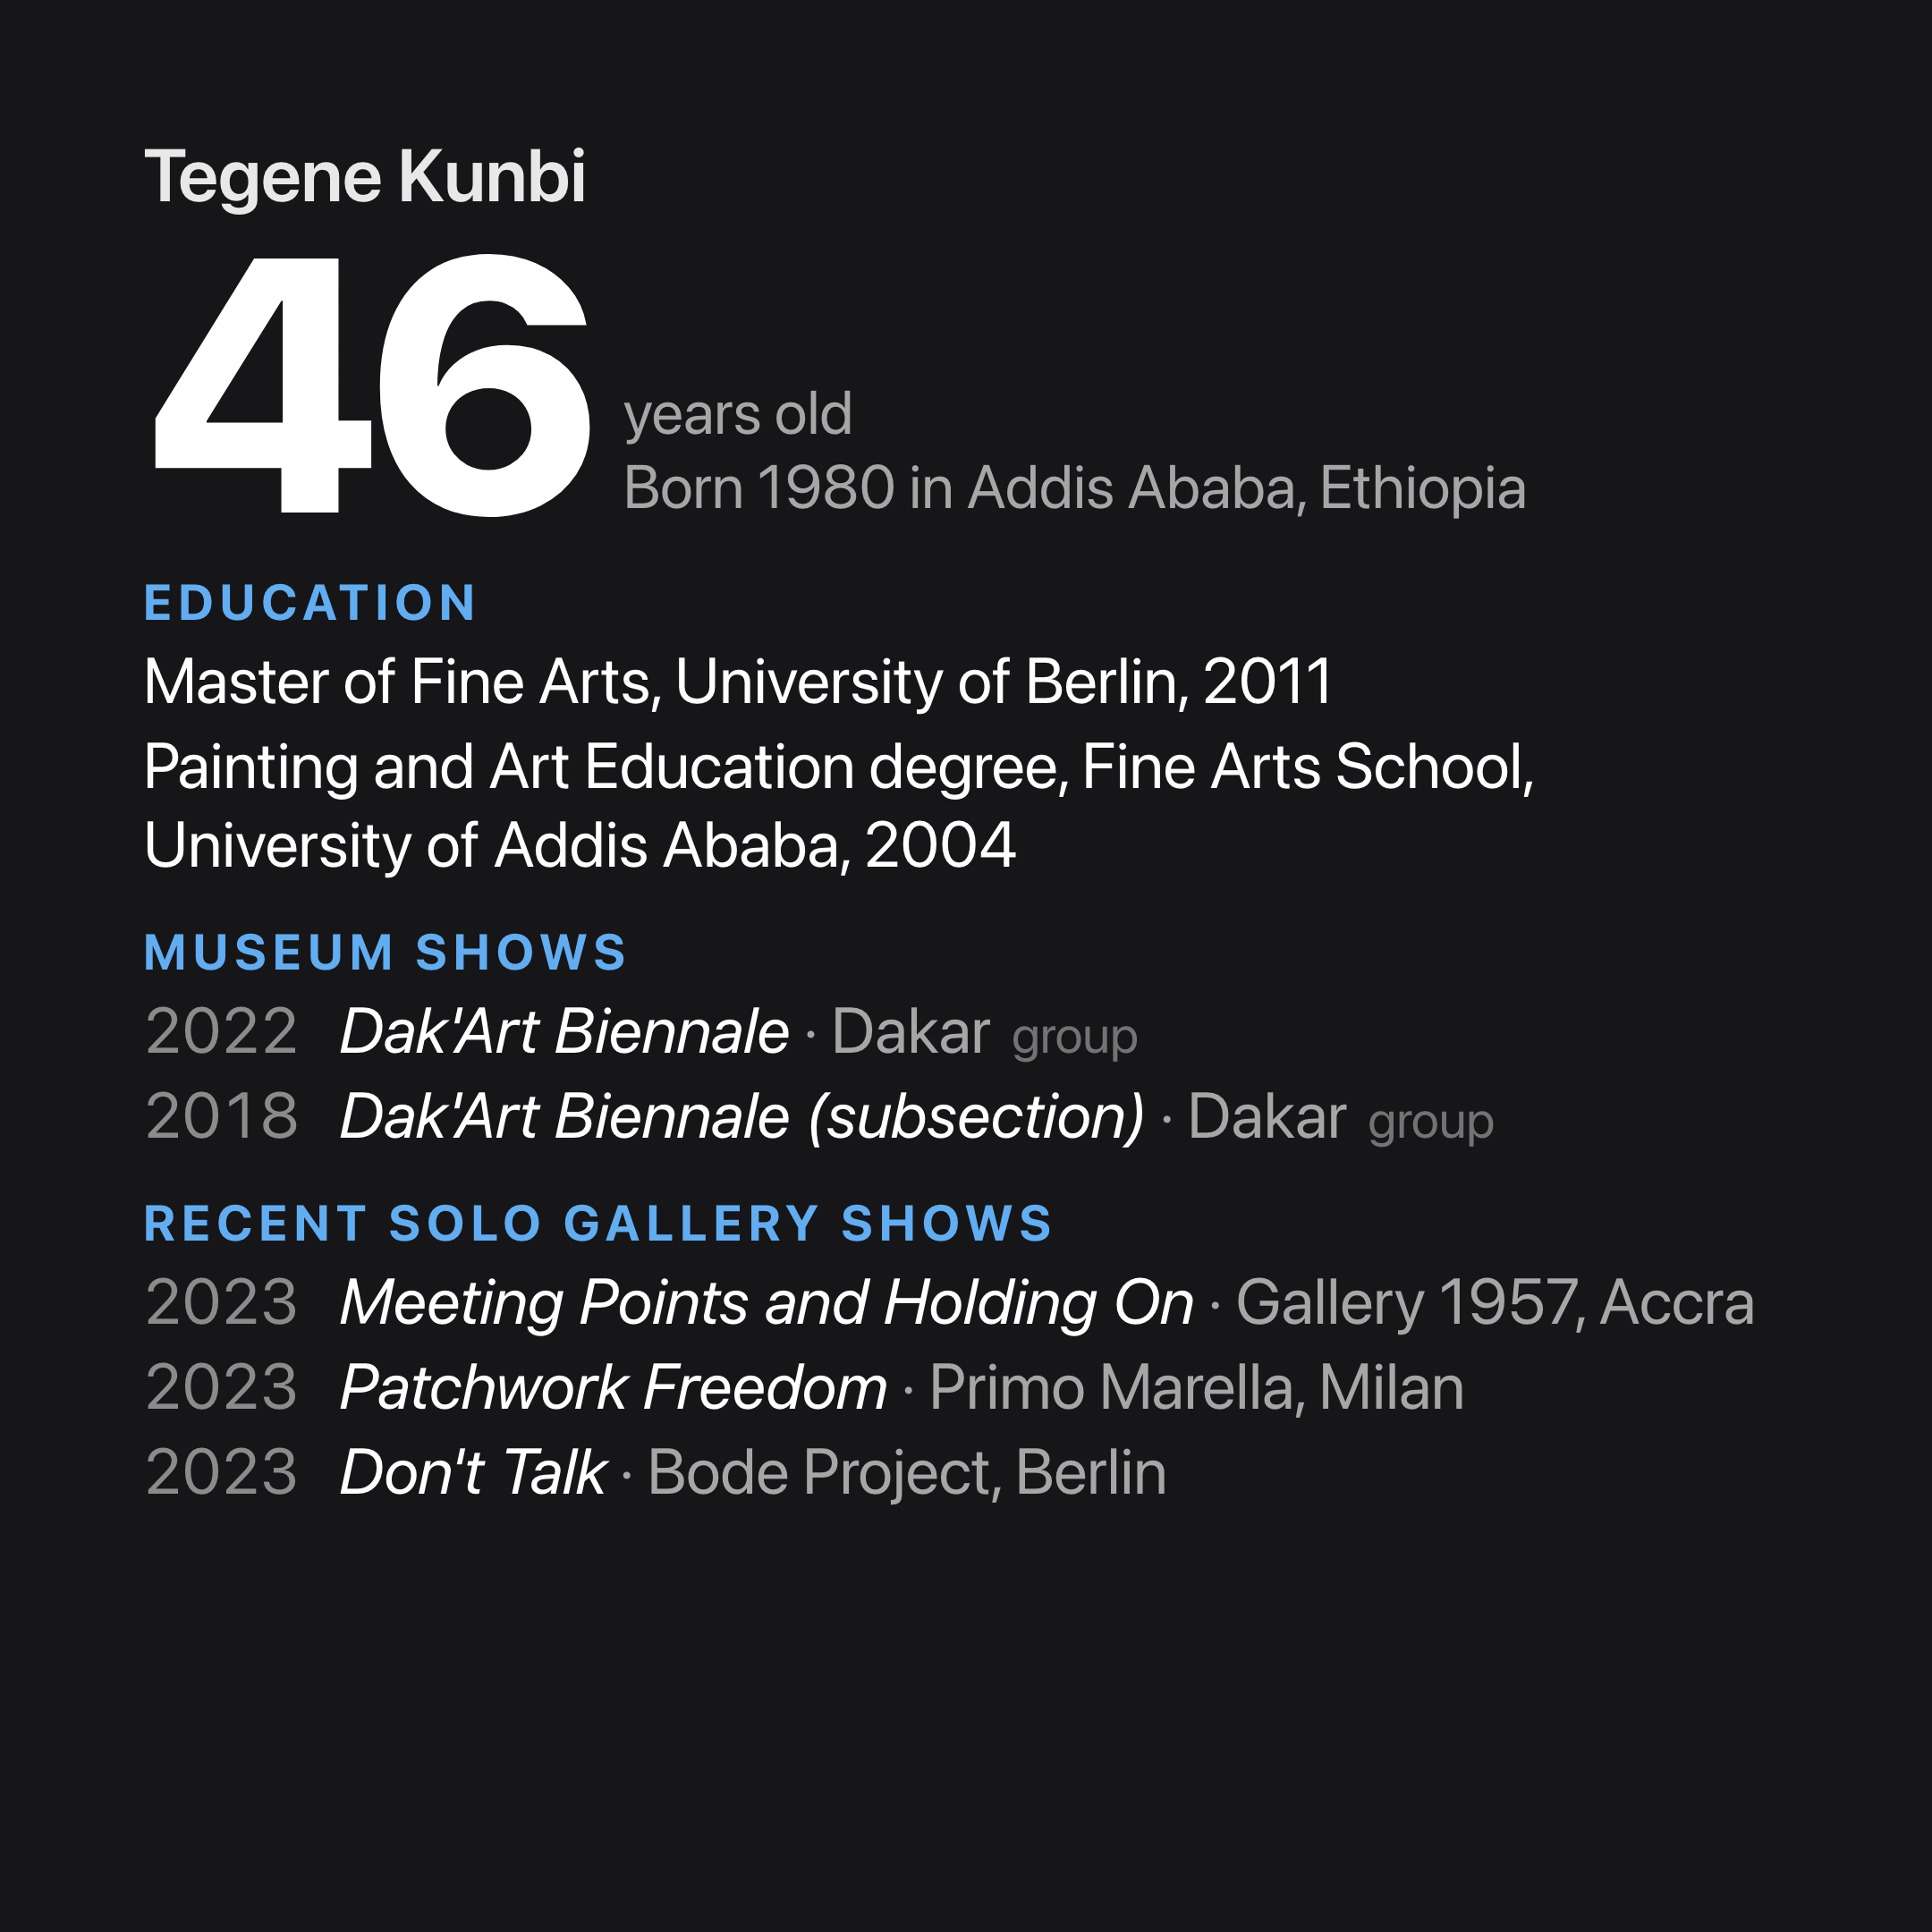 Tegene Kunbi
46
years old
Born 1980 in Addis Ababa, Ethiopia
EDUCATION
Master of Fine Arts, University of Berlin, 2011
Painting and Art Education degree, Fine Arts School,
University of Addis Ababa, 2004
MUSEUM SHOWS
2022 Dak'Art Biennale · Dakar group
2018 Dak'Art Biennale (subsection) · Dakar group
RECENT SOLO GALLERY SHOWS
2023 Meeting Points and Holding On · Gallery 1957, Accra
2023 Patchwork Freedom · Primo Marella, Milan
2023 Don't Talk · Bode Project, Berlin